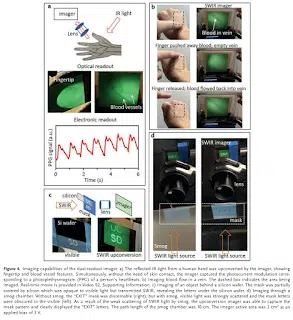 a
imager
IR light
Lens
Optical readout
Fingertip
Blood vessels
Electronic readout
PPG signal (a.u.)
0 2 4 6
Time (s)
b
SWIR imager
Blood in vein
Finger pushed away blood; empty vein
Finger released; blood flowed back into vein
c
silicon
SWIR
Lens
Si wafer
visible
SWIR upconversion
d
SWIR imager
SWIR imager
lens
mask
lens
mask
Smog
SWIR light source
SWIR light source
Figure 4. Imaging capabilities of the dual-readout imager. a) The reflected IR light from a human hand was upconverted by the imager, showing
fingertip and blood vessel features. Simultaneously, without the need of skin contact, the imager captured the photocurrent modulation corre-
sponding to a photoplethysmogram (PPG) of a person's heartbeats. b) Imaging blood flow in a vein. The dashed box indicates the area being
imaged. Real-time movie is provided in Video S2, Supporting Information. c) Imaging of an object behind a silicon wafer. The mask was partially
covered by silicon which was opaque to visible light but transmitted SWIR, revealing the letters under the silicon wafer. d) Imaging through a
smog chamber. Without smog, the "EXIT" mask was discernable (right); but with smog, visible light was strongly scattered and the mask letters
were obscured in the visible (left). As a result of the weak scattering of SWIR light by smog, the upconversion imager was able to capture the
mask pattern and clearly displayed the "EXIT" letters. The path length of the smog chamber was 10 cm. The imager active area was 2 cm² at an
applied bias of 3 V.